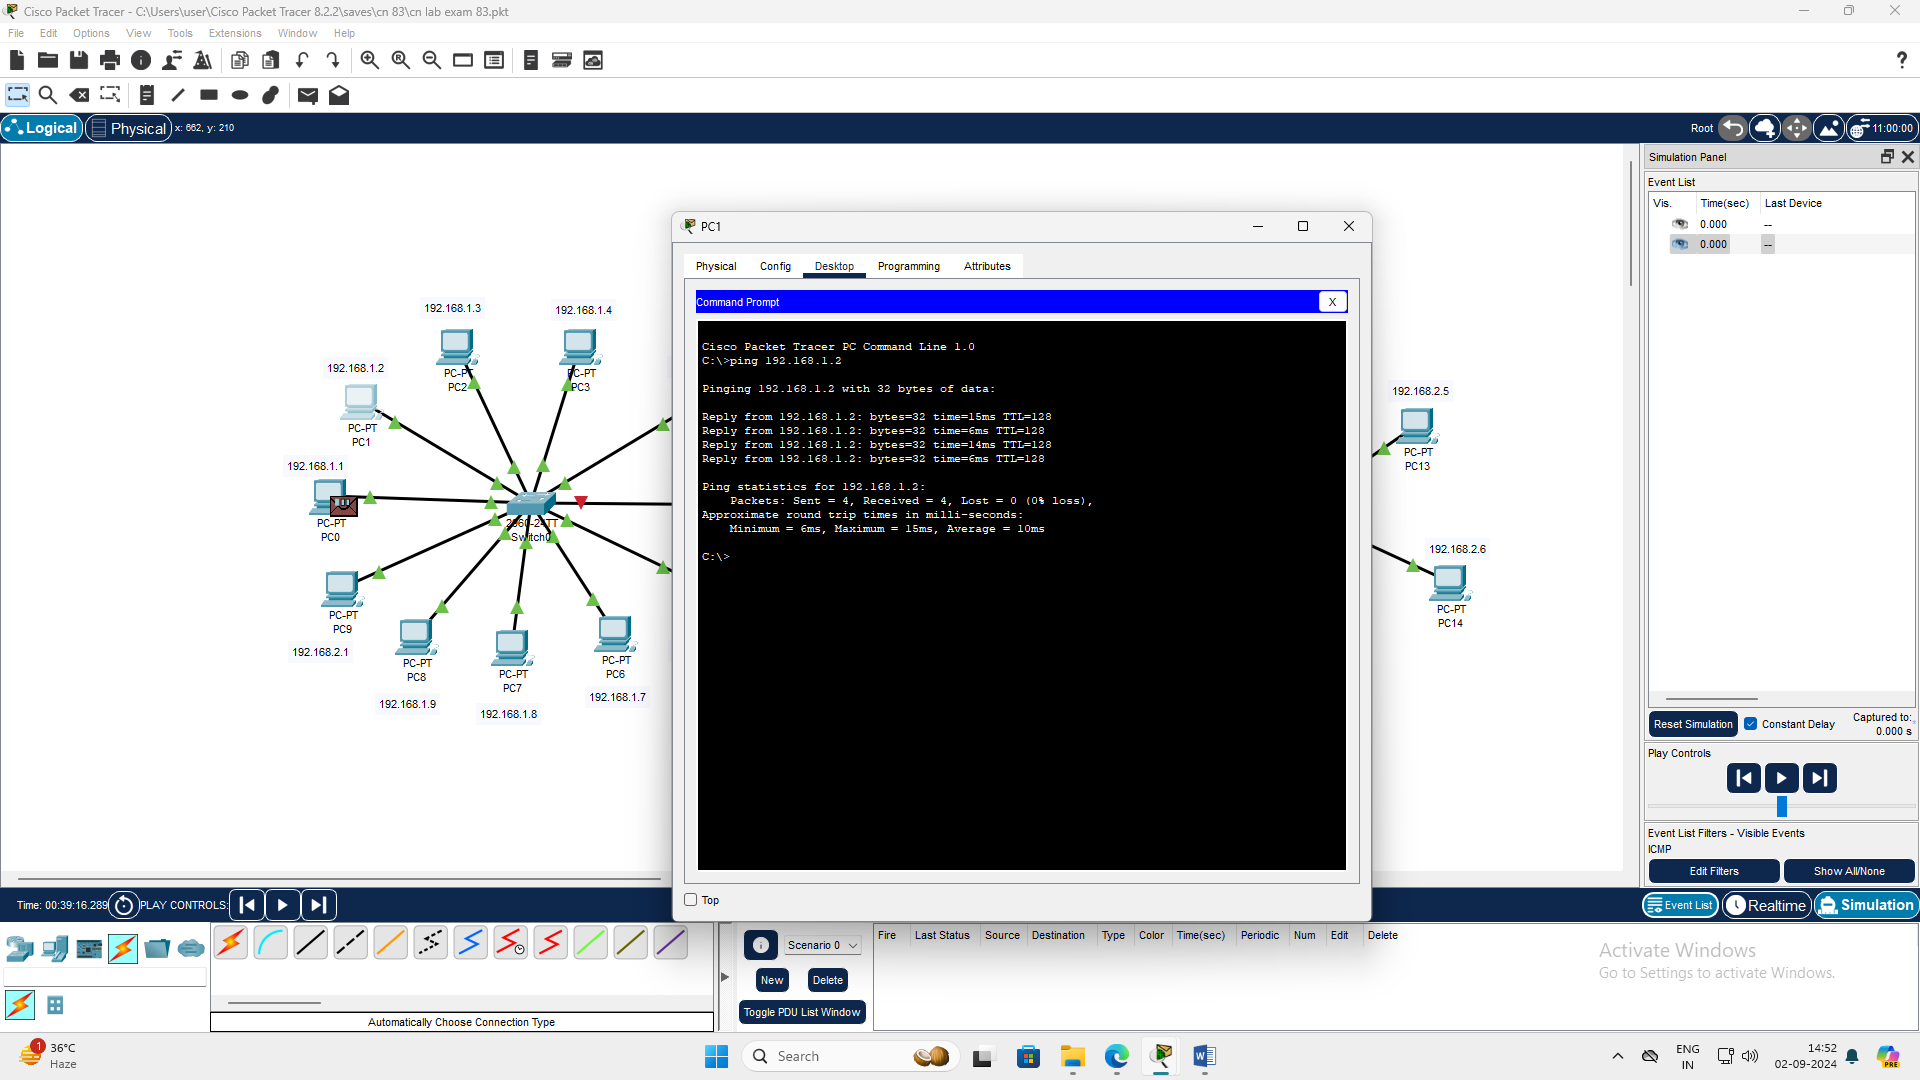 Cisco Packet Tracer - C:\Users\user\Cisco Packet Tracer 8.2.2\saves\cn 83\cn lab exam 83.pkt
File Edit Options View Tools Extensions Window Help
?
Logical Physical x: 662, y: 210 Root 11:00:00
Simulation Panel
Event List
Vis. Time(sec) Last Device
0.000 --
0.000 --
PC1
Physical Config Desktop Programming Attributes
Command Prompt X
Cisco Packet Tracer PC Command Line 1.0
C:\>ping 192.168.1.2
Pinging 192.168.1.2 with 32 bytes of data:
Reply from 192.168.1.2: bytes=32 time=15ms TTL=128
Reply from 192.168.1.2: bytes=32 time=6ms TTL=128
Reply from 192.168.1.2: bytes=32 time=14ms TTL=128
Reply from 192.168.1.2: bytes=32 time=6ms TTL=128
Ping statistics for 192.168.1.2:
Packets: Sent = 4, Received = 4, Lost = 0 (0% loss),
Approximate round trip times in milli-seconds:
Minimum = 6ms, Maximum = 15ms, Average = 10ms
C:\>
Top
192.168.1.3
PC-PT
PC2
192.168.1.4
PC-PT
PC3
192.168.1.2
PC-PT
PC1
192.168.1.1
PC-PT
PC0
2960-24TT
Switch0
PC-PT
PC9
192.168.2.1
PC-PT
PC8
192.168.1.9
PC-PT
PC7
192.168.1.8
PC-PT
PC6
192.168.1.7
192.168.2.5
PC-PT
PC13
192.168.2.6
PC-PT
PC14
Reset Simulation Constant Delay Captured to:
0.000 s
Play Controls
Event List Filters - Visible Events
ICMP
Edit Filters Show All/None
Time: 00:39:16.289 PLAY CONTROLS: Event List Realtime Simulation
Scenario 0
New Delete
Toggle PDU List Window
Fire Last Status Source Destination Type Color Time(sec) Periodic Num Edit Delete
Automatically Choose Connection Type
Activate Windows
Go to Settings to activate Windows.
1
36°C
Haze
Search
ENG
IN
14:52
02-09-2024
PRE